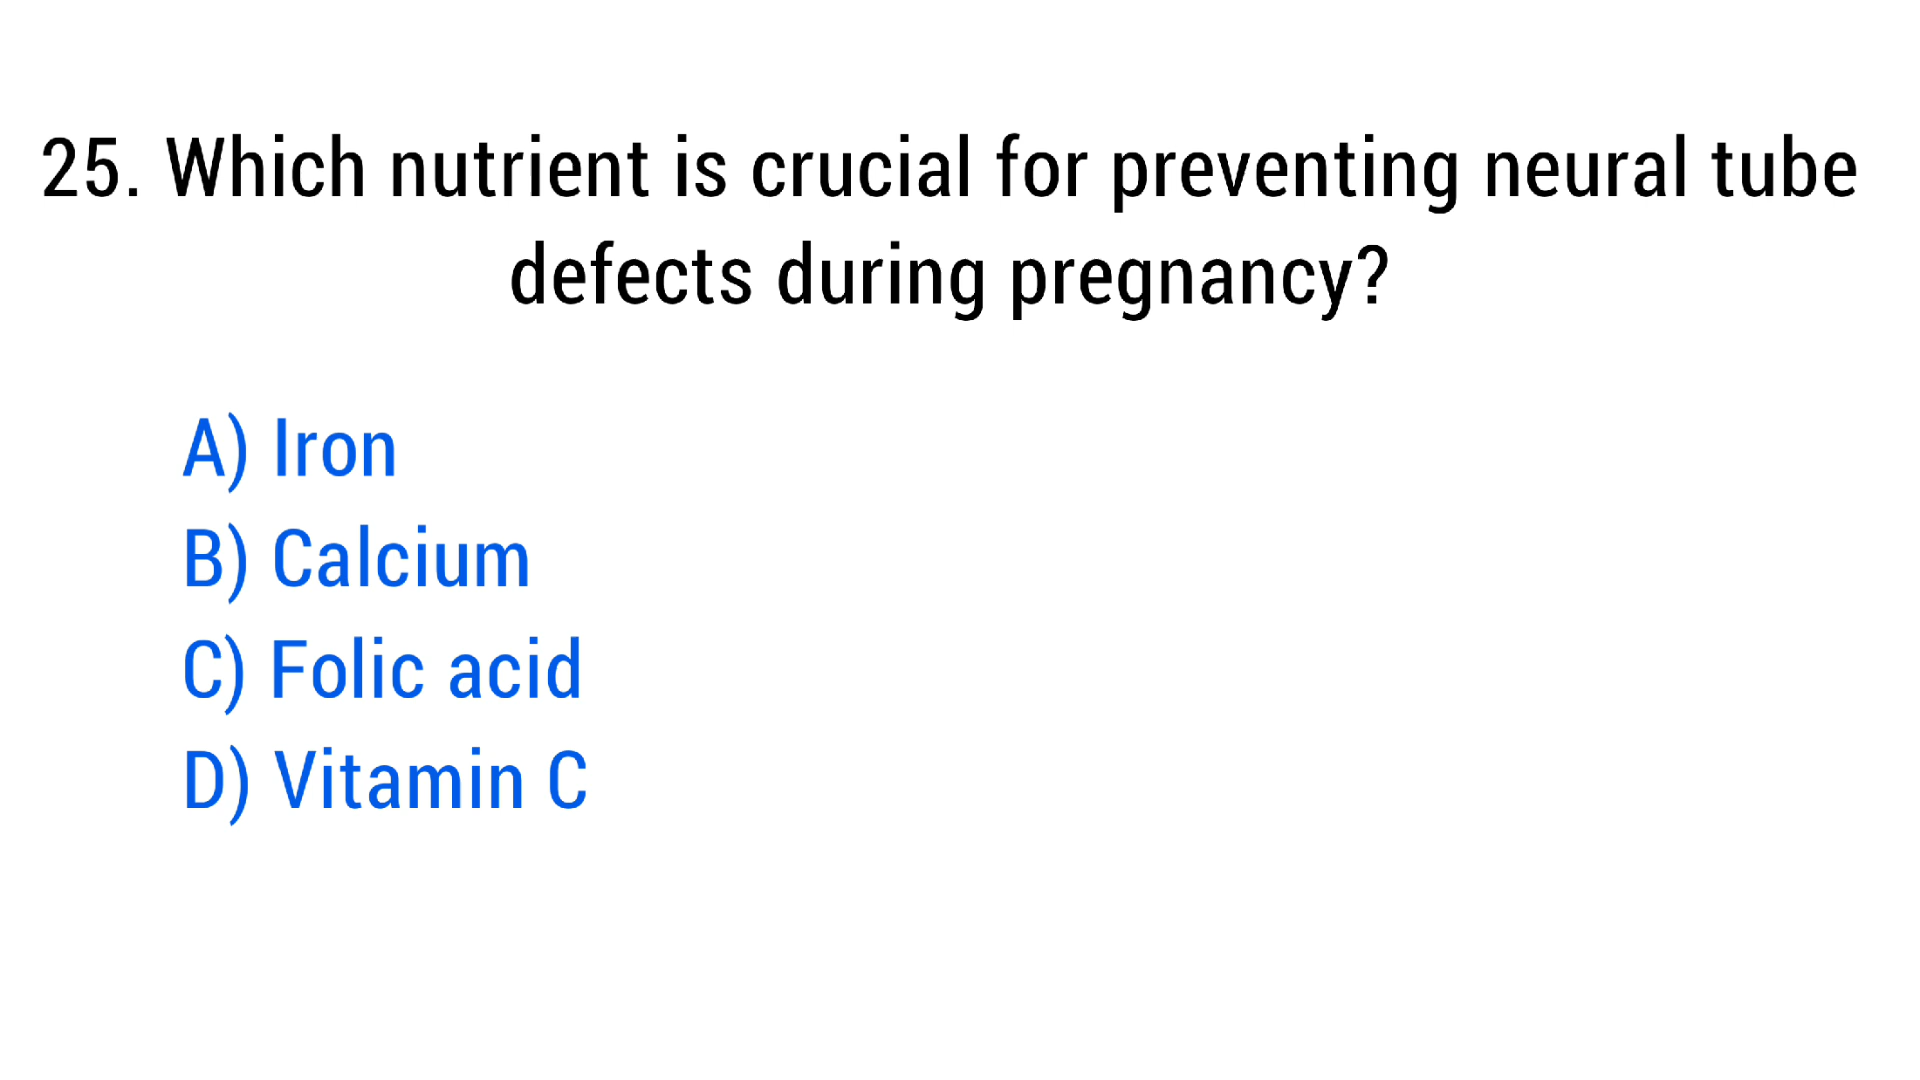 25. Which nutrient is crucial for preventing neural tube
defects during pregnancy?
A) Iron
B) Calcium
C) Folic acid
D) Vitamin C